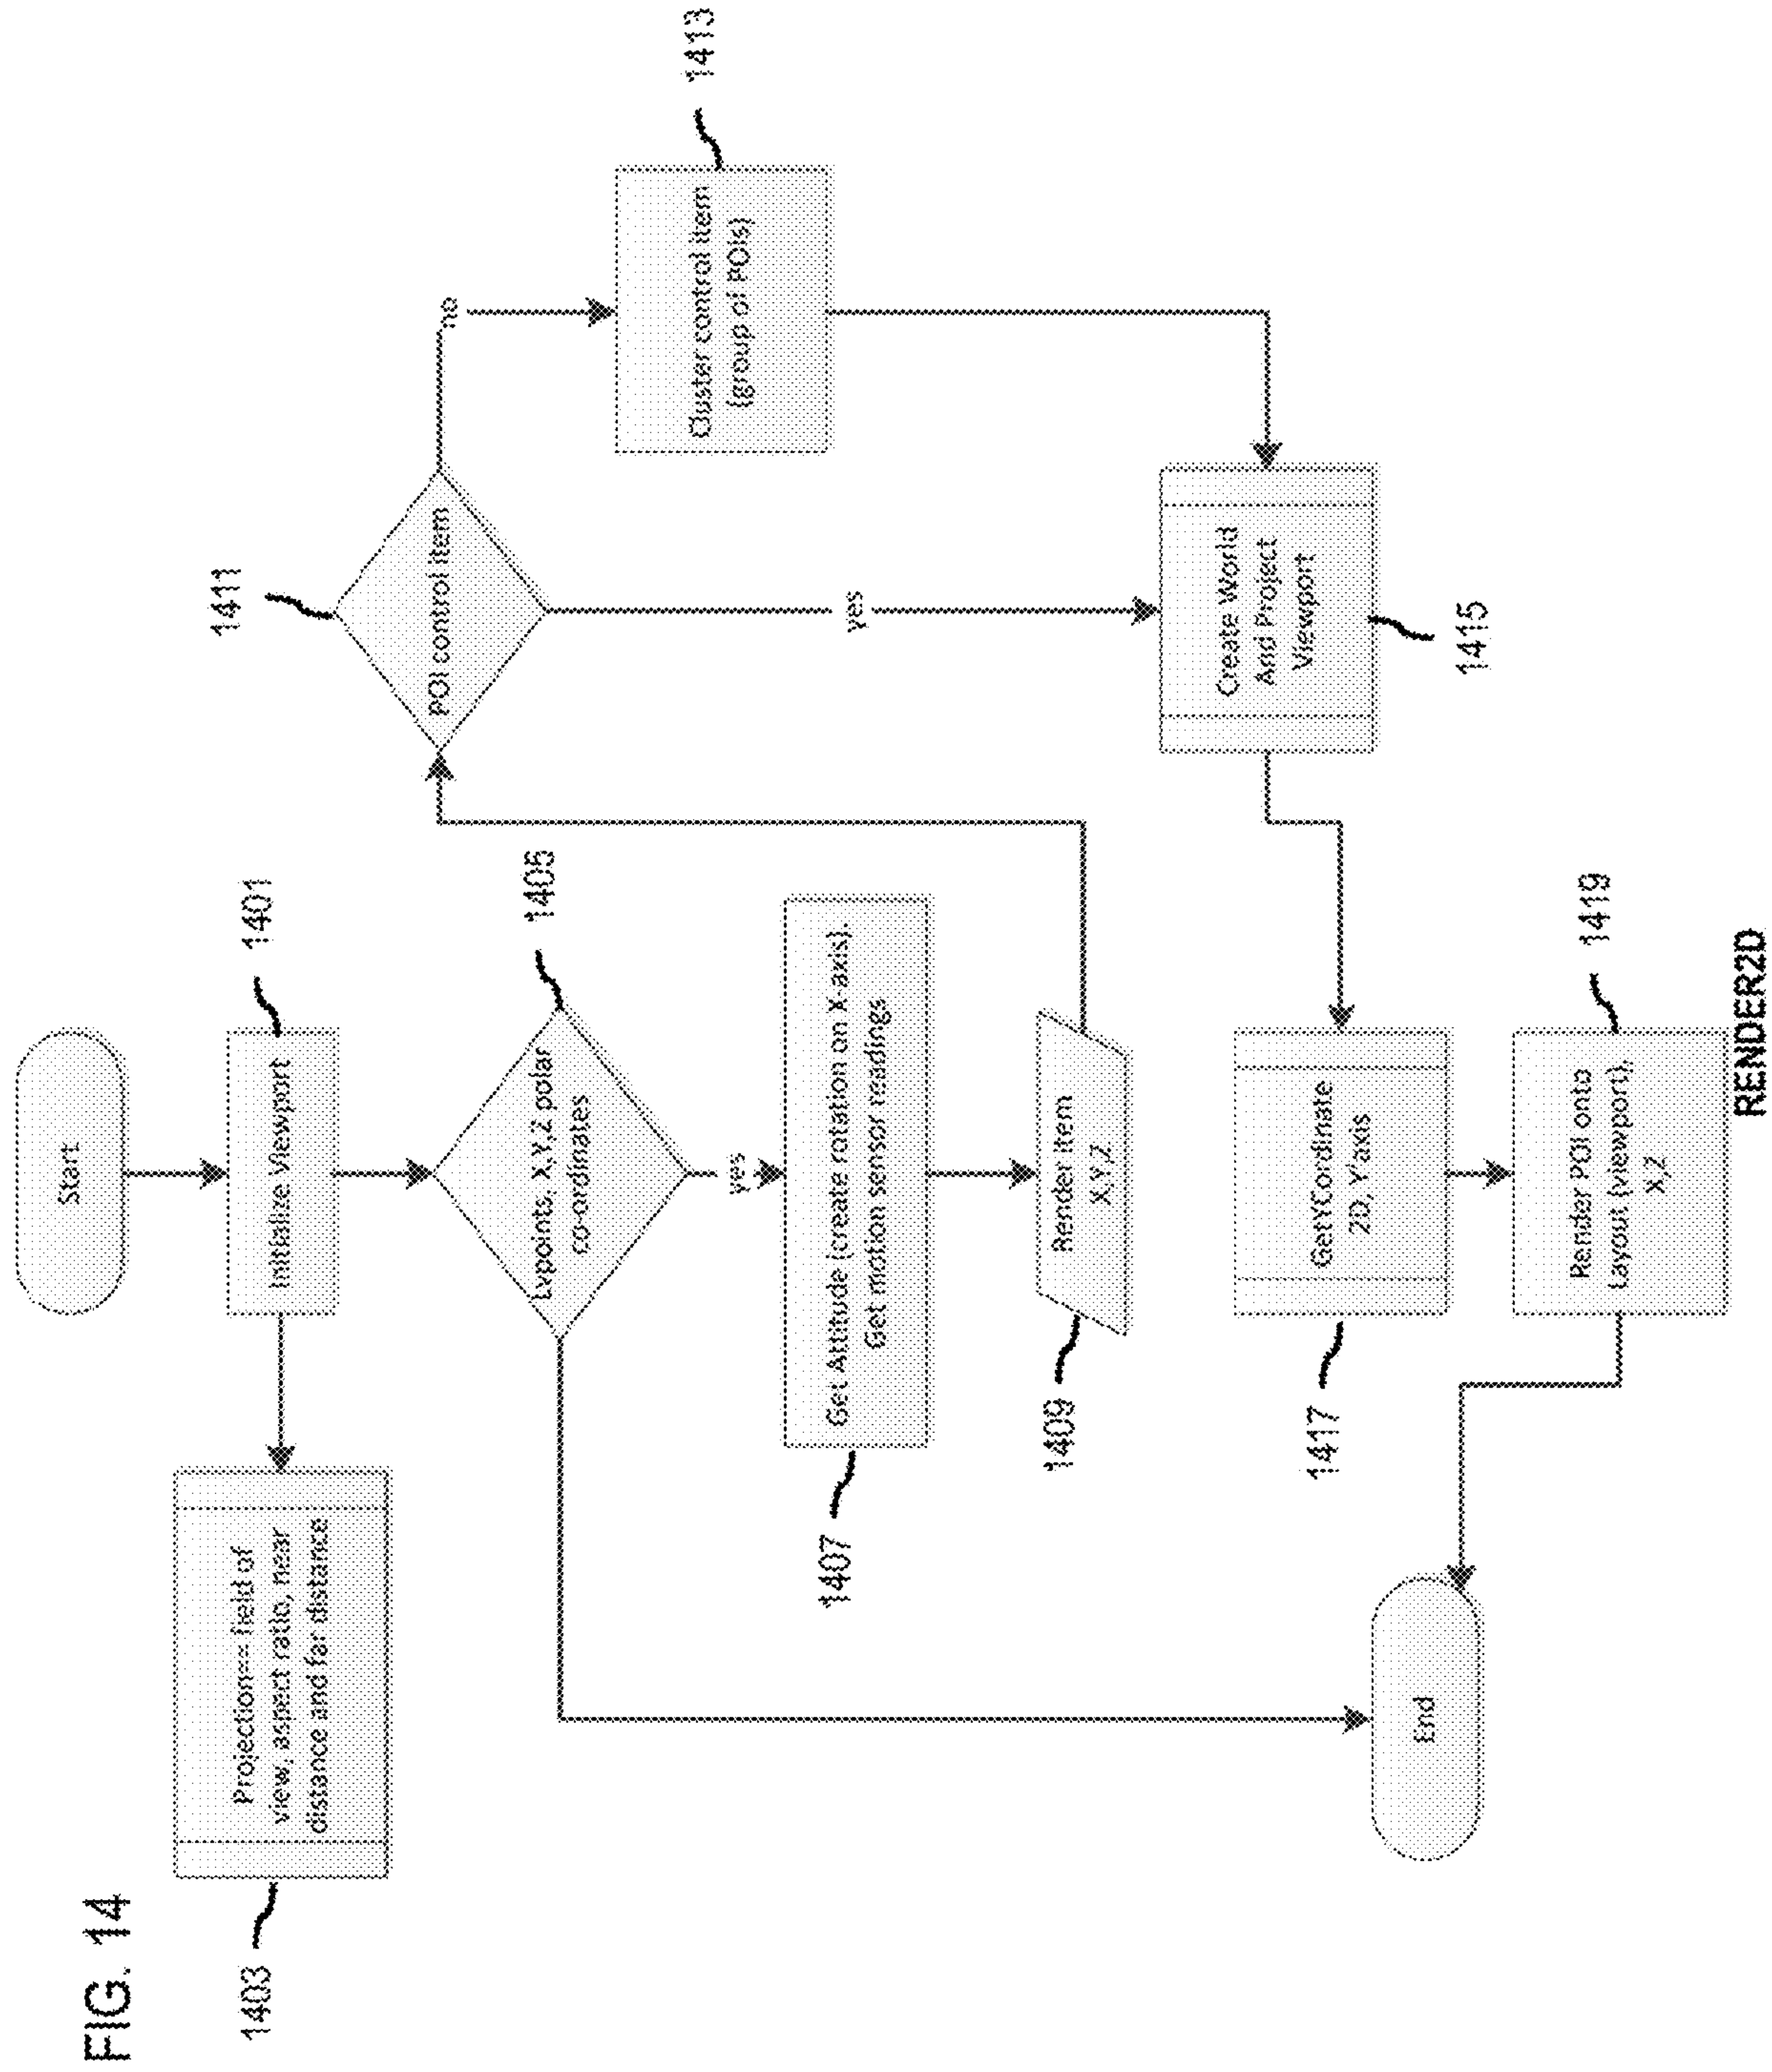 FIG. 14
Start
1401
Initialize Viewport
1403
Projection== field of
view, aspect ratio, near
distance and far distance
1405
Lvpoints, X,Y,Z polar
co-ordinates
yes
1407
Get Attitude (create rotation on X-axis).
Get motion sensor readings
1409
Render item
X,Y,Z
1411
POI control item
no
yes
1413
Cluster control item
(group of POIs)
Create World
And Project
Viewport
1415
1417
GetYCordinate
2D, Y axis
1419
Render POI onto
Layout (viewport),
X,Z
End
RENDER2D